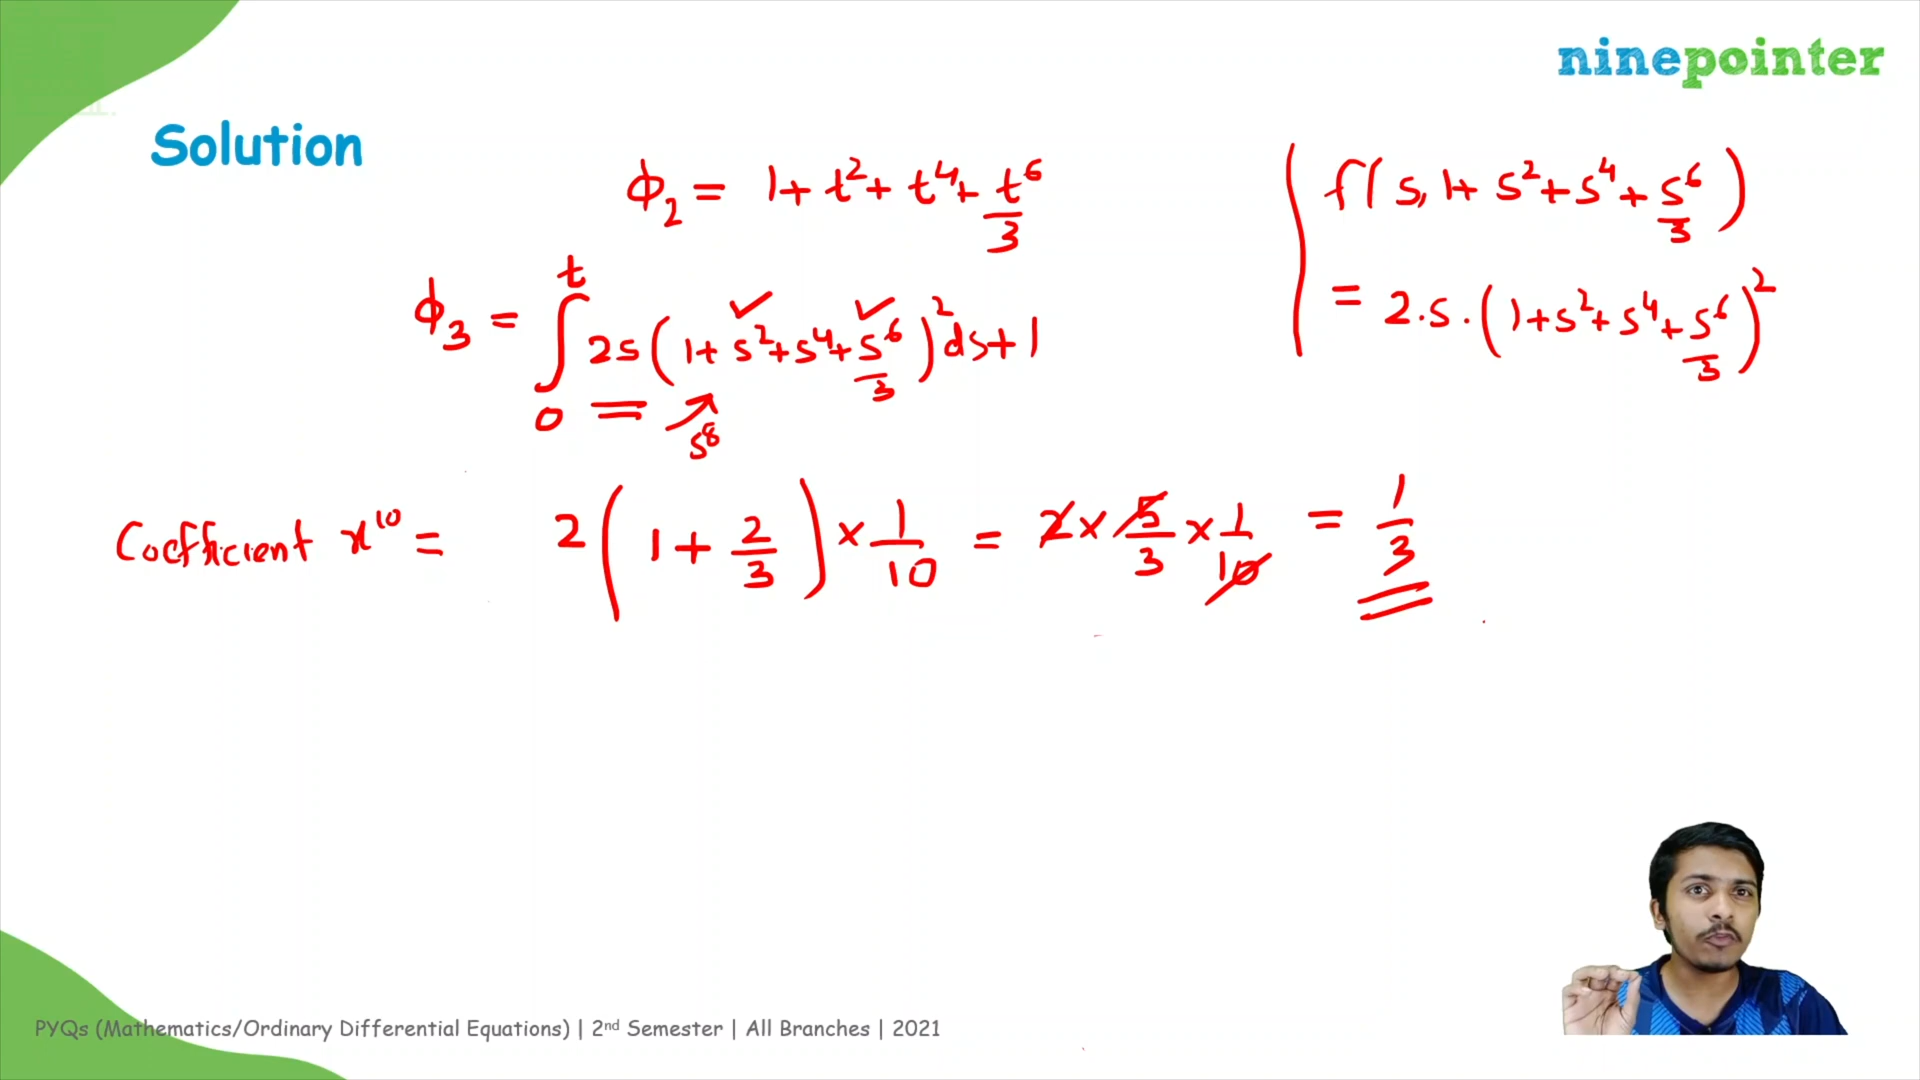 ninepointer
Solution
ϕ₂ = 1 + t² + t⁴ + t⁶/3
f(s, 1 + s² + s⁴ + s⁶/3)
= 2·s·(1 + s² + s⁴ + s⁶/3)²
ϕ₃ = ∫₀ᵗ 2s(1 + s² + s⁴ + s⁶/3)² ds + 1
s⁸
Coefficient x¹⁰ = 2(1 + 2/3) × 1/10 = 2 × 5/3 × 1/10 = 1/3
PYQs (Mathematics/Ordinary Differential Equations) | 2nd Semester | All Branches | 2021